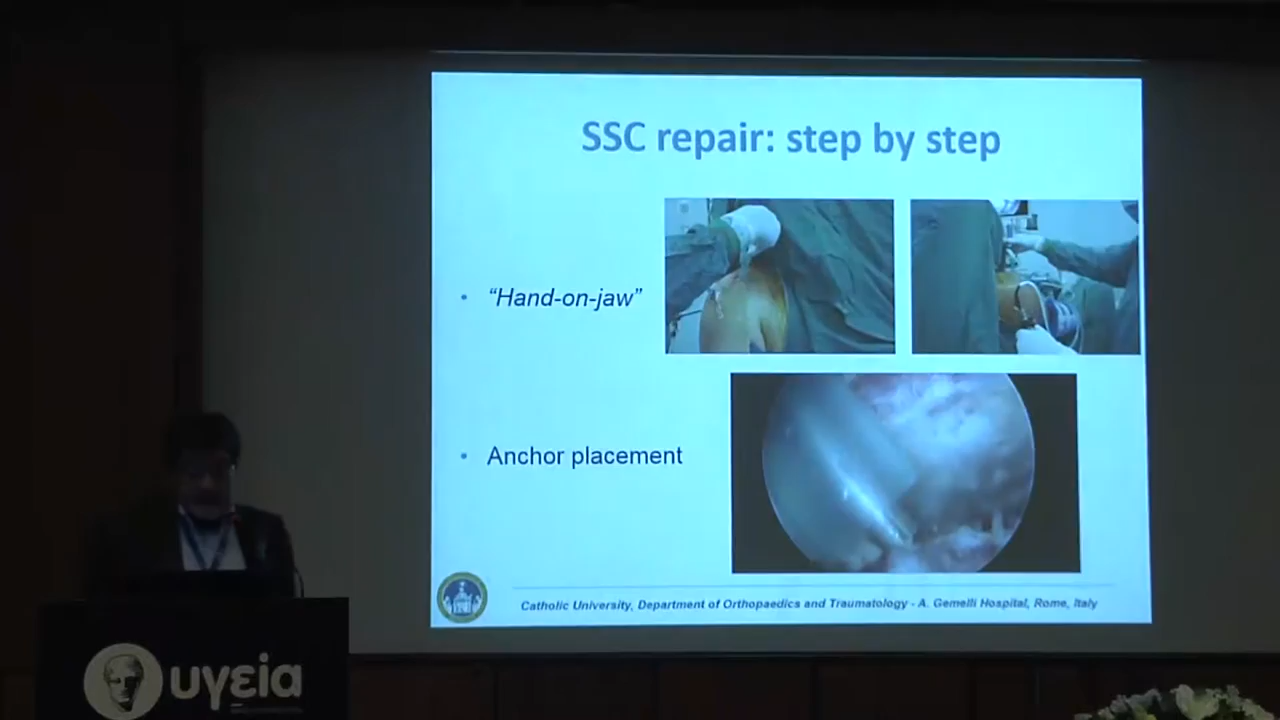 SSC repair: step by step
• “Hand-on-jaw”
• Anchor placement
Catholic University, Department of Orthopaedics and Traumatology - A. Gemelli Hospital, Rome, Italy
υγεία